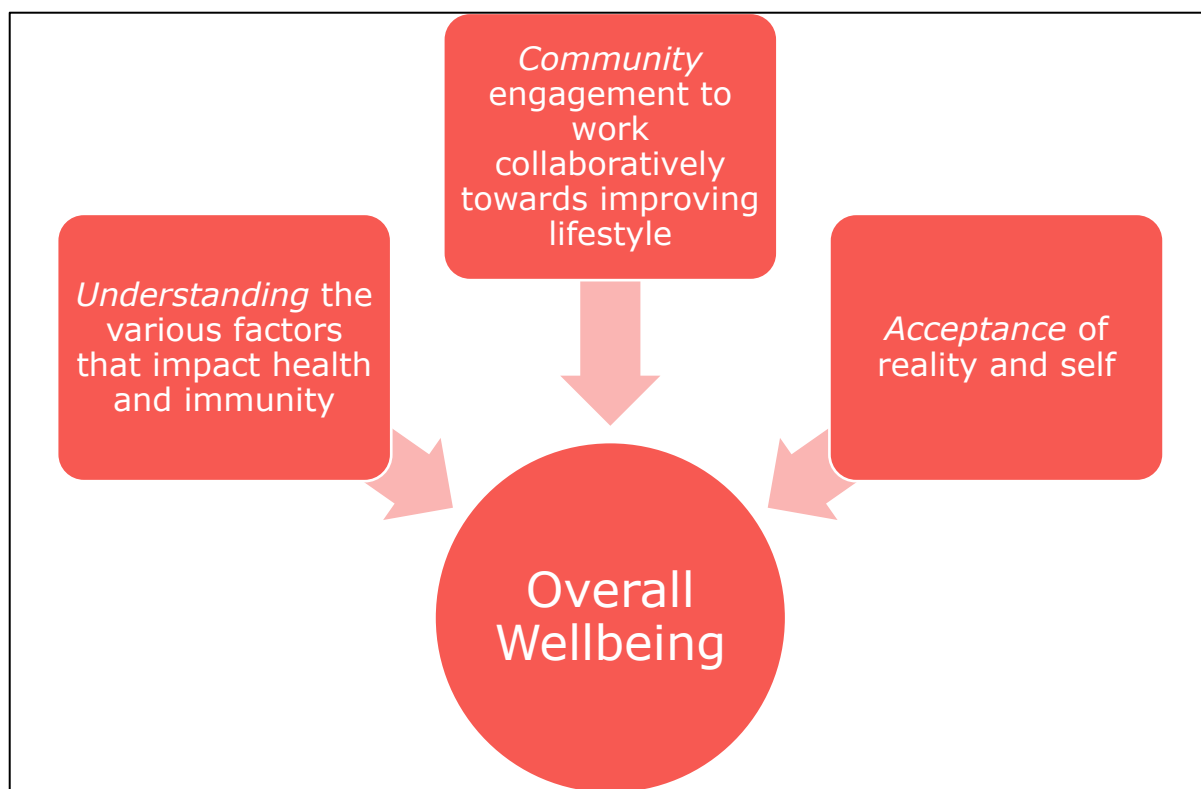 Community
engagement to
work
collaboratively
towards improving
lifestyle
Understanding the
various factors
that impact health
and immunity
Acceptance of
reality and self
Overall
Wellbeing